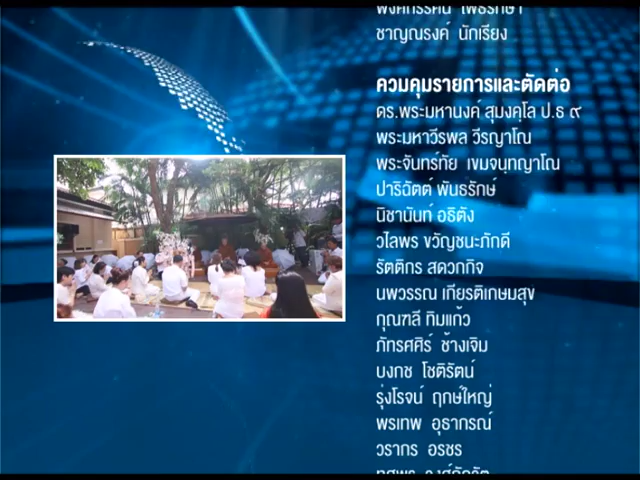 ชาญณรงค์ นักเรียง
ควบคุมรายการและตัดต่อ
ดร.พระมหานงค์ สุมงคฺโล ป.ธ ๙
พระมหาวีรพล วีรญาโณ
พระจันทร์ทัย เขมจนฺทญาโณ
ปาริฉัตต์ พันธรักษ์
นิชานันท์ อธิตัง
วไลพร ขวัญชนะภักดี
รัตติกร สดวกกิจ
นพวรรณ เกียรติเกษมสุข
กุณฑลี ทิมแก้ว
ภัทรศศิร์ ช้างเจิม
บงกช โชติรัตน์
รุ่งโรจน์ ฤกษ์ใหญ่
พรเทพ อุธากรณ์
วรากร อรชร